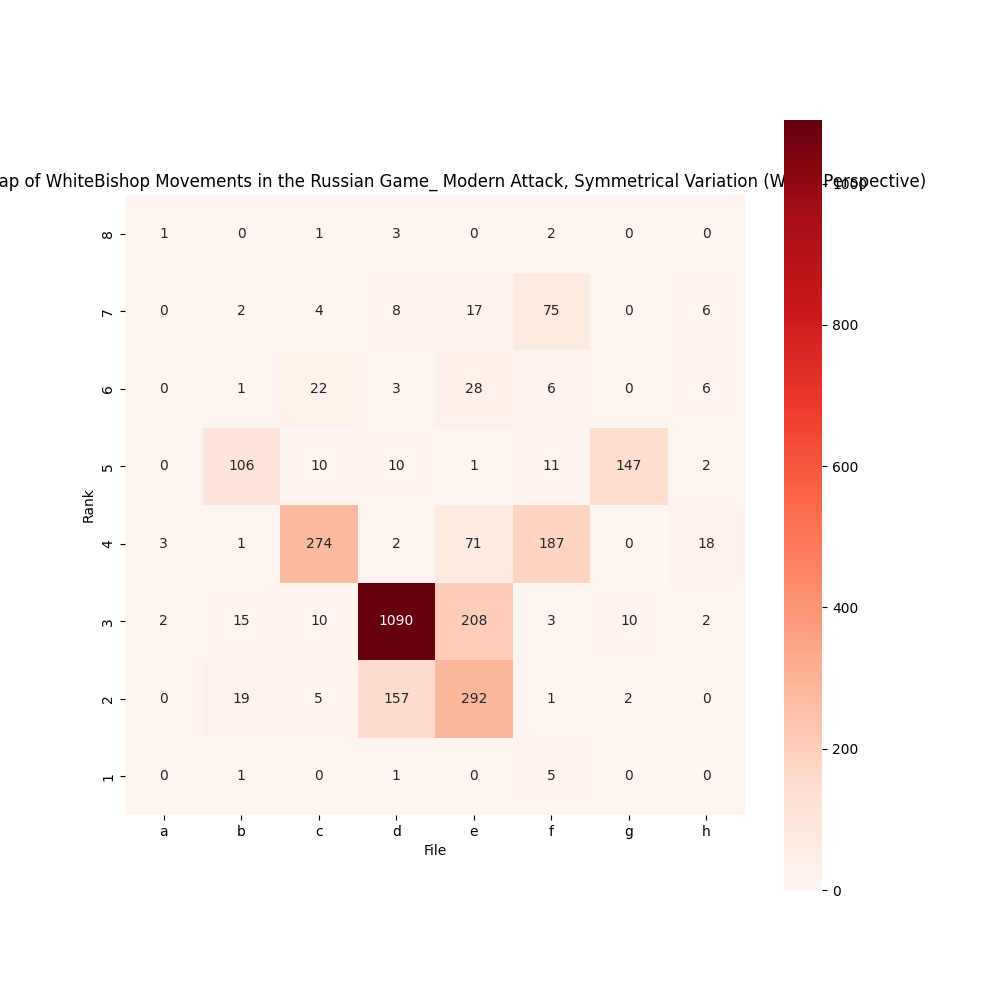 ap of WhiteBishop Movements in the Russian Game_ Modern Attack, Symmetrical Variation (W Perspective)
8 1 0 1 3 0 2 0 0
7 0 2 4 8 17 75 0 6
6 0 1 22 3 28 6 0 6
5 0 106 10 10 1 11 147 2
4 3 1 274 2 71 187 0 18
3 2 15 10 1090 208 3 10 2
2 0 19 5 157 292 1 2 0
1 0 1 0 1 0 5 0 0
a b c d e f g h
File
Rank
1000
800
600
400
200
0